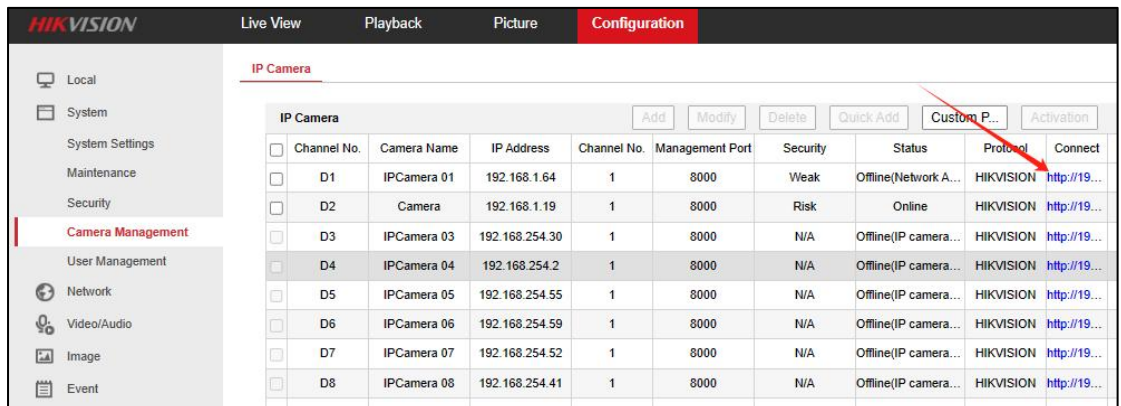 HIKVISION Live View Playback Picture Configuration
IP Camera
Local
System
System Settings
Maintenance
Security
Camera Management
User Management
Network
Video/Audio
Image
Event
IP Camera Add Modify Delete Quick Add Custom P... Activation
Channel No. Camera Name IP Address Channel No. Management Port Security Status Protocol Connect
D1 IPCamera 01 192.168.1.64 1 8000 Weak Offline(Network A... HIKVISION http://19...
D2 Camera 192.168.1.19 1 8000 Risk Online HIKVISION http://19...
D3 IPCamera 03 192.168.254.30 1 8000 N/A Offline(IP camera... HIKVISION http://19...
D4 IPCamera 04 192.168.254.2 1 8000 N/A Offline(IP camera... HIKVISION http://19...
D5 IPCamera 05 192.168.254.55 1 8000 N/A Offline(IP camera... HIKVISION http://19...
D6 IPCamera 06 192.168.254.59 1 8000 N/A Offline(IP camera... HIKVISION http://19...
D7 IPCamera 07 192.168.254.52 1 8000 N/A Offline(IP camera... HIKVISION http://19...
D8 IPCamera 08 192.168.254.41 1 8000 N/A Offline(IP camera... HIKVISION http://19...